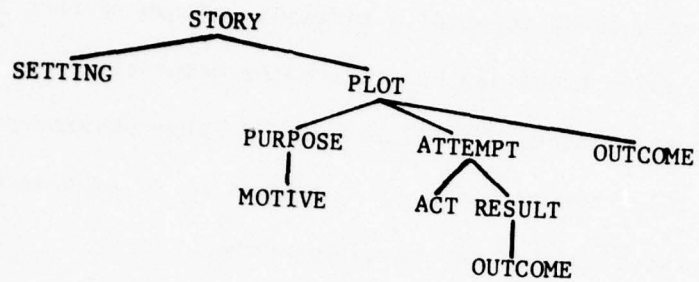 STORY
SETTING
PLOT
PURPOSE ATTEMPT OUTCOME
MOTIVE ACT RESULT
OUTCOME